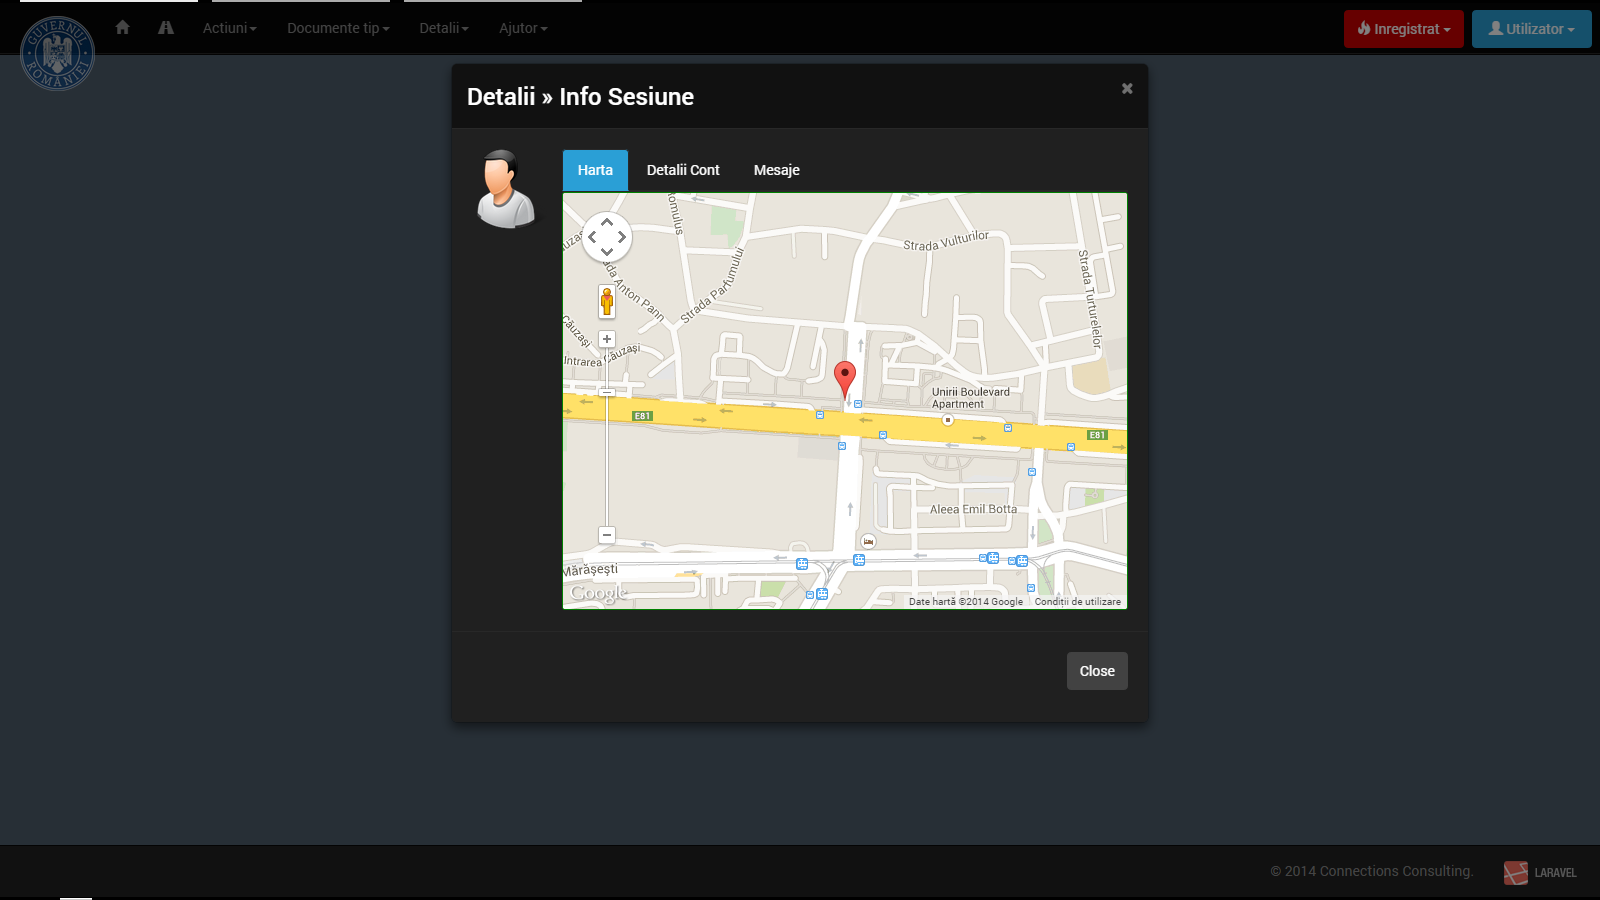 GUVERNUL ROMÂNIEI
Actiuni
Documente tip
Detalii
Ajutor
Inregistrat
Utilizator
Detalii » Info Sesiune
Harta
Detalii Cont
Mesaje
Strada Vulturilor
Strada Turturelelor
Strada Parfumului
Anton Pann
Căuzași
Intrarea Căuzași
Unirii Boulevard
Apartment
E81
E81
Aleea Emil Botta
Mărășești
Google
Date hartă ©2014 Google
Condiții de utilizare
Close
© 2014 Connections Consulting.
LARAVEL